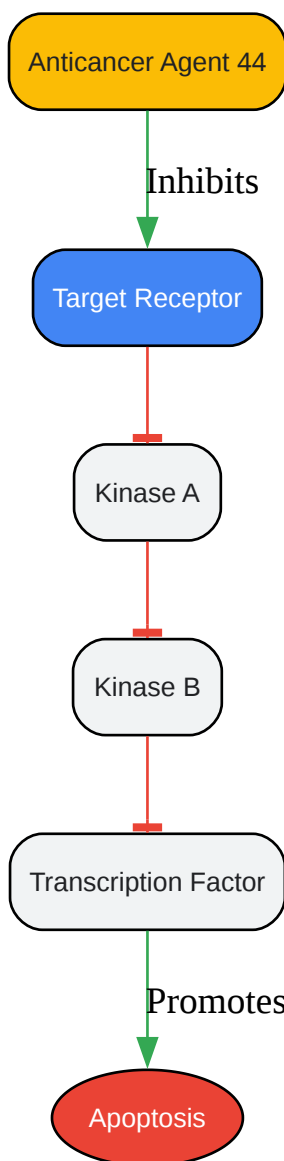 Anticancer Agent 44
Inhibits
Target Receptor
Kinase A
Kinase B
Transcription Factor
Promotes
Apoptosis